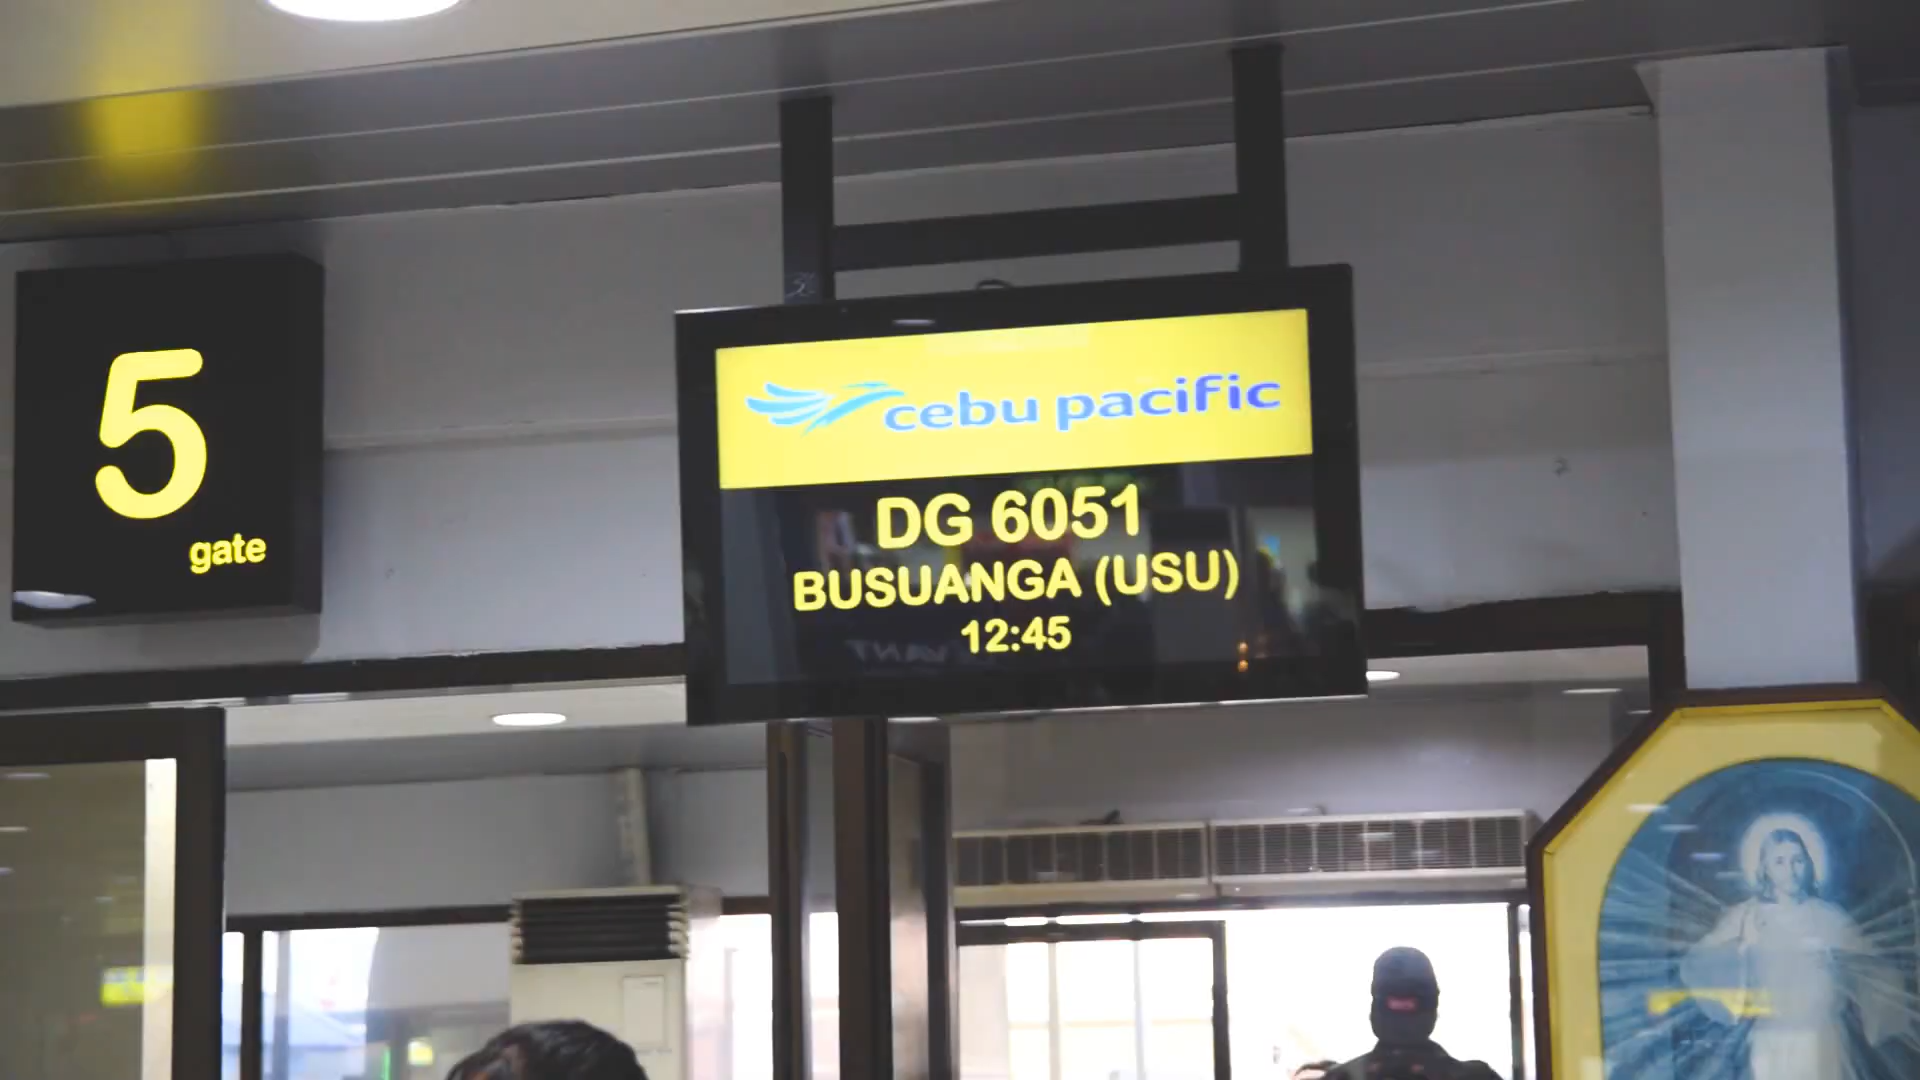 5
gate
cebu pacific
DG 6051
BUSUANGA (USU)
12:45